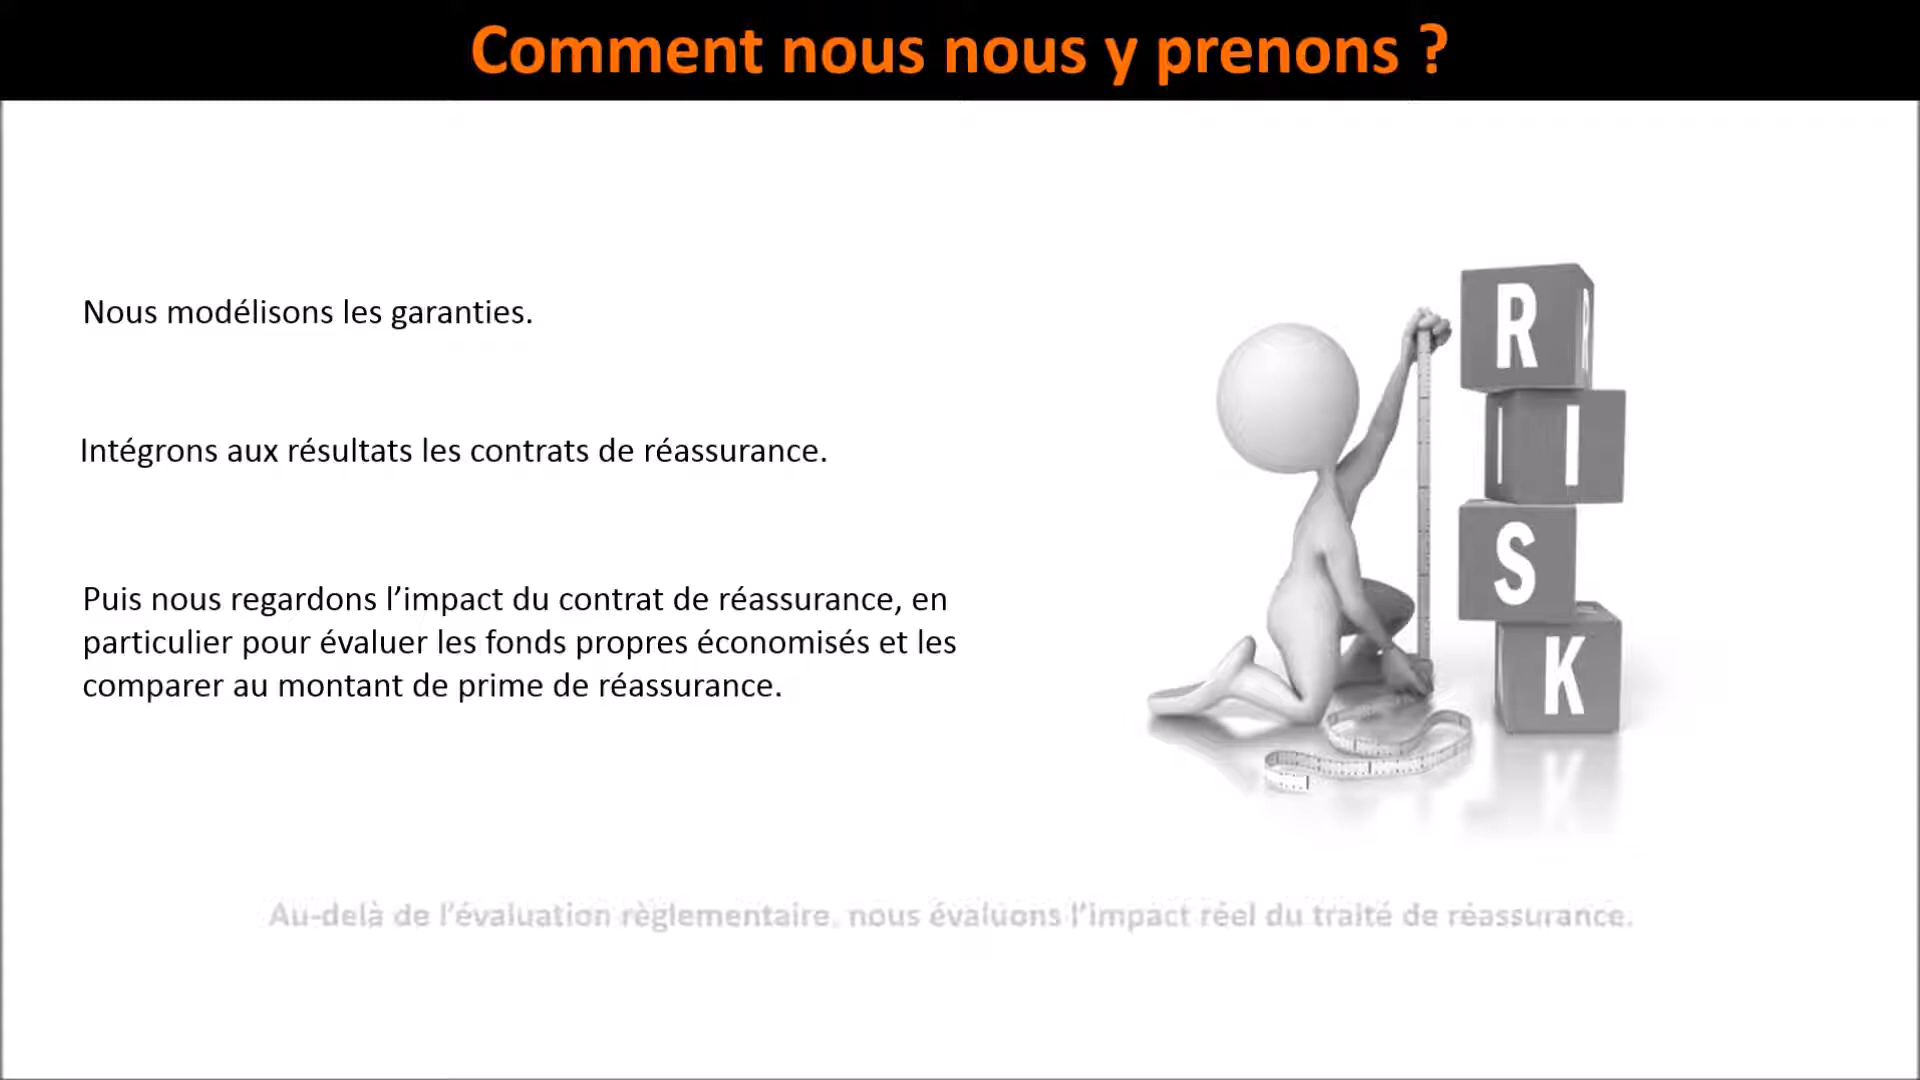 Comment nous nous y prenons ?
Nous modélisons les garanties.
Intégrons aux résultats les contrats de réassurance.
Puis nous regardons l’impact du contrat de réassurance, en
particulier pour évaluer les fonds propres économisés et les
comparer au montant de prime de réassurance.
R R
I I
S
K
Au-delà de l’évaluation règlementaire, nous évaluons l’impact réel du traité de réassurance.